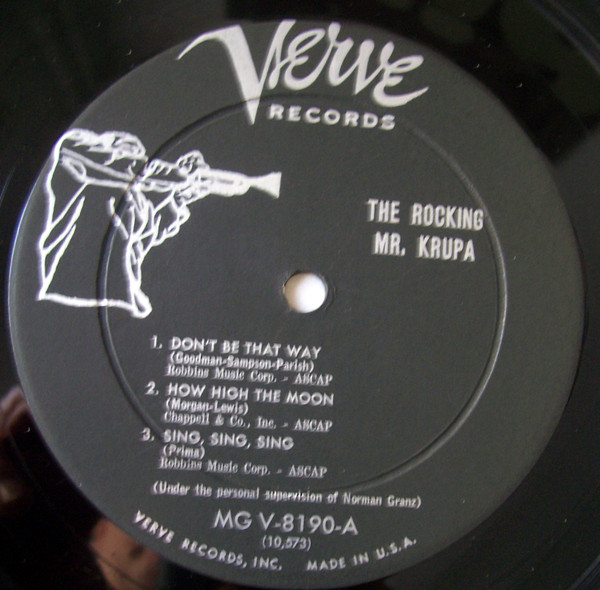 Verve
RECORDS
THE ROCKING
MR. KRUPA
1. DON'T BE THAT WAY
(Goodman-Sampson-Parish)
Robbins Music Corp. - ASCAP
2. HOW HIGH THE MOON
(Morgan-Lewis)
Chappell & Co., Inc. - ASCAP
3. SING, SING, SING
(Prima)
Robbins Music Corp. - ASCAP
(Under the personal supervision of Norman Granz)
MG V-8190-A
(10,573)
VERVE RECORDS, INC. MADE IN U.S.A.